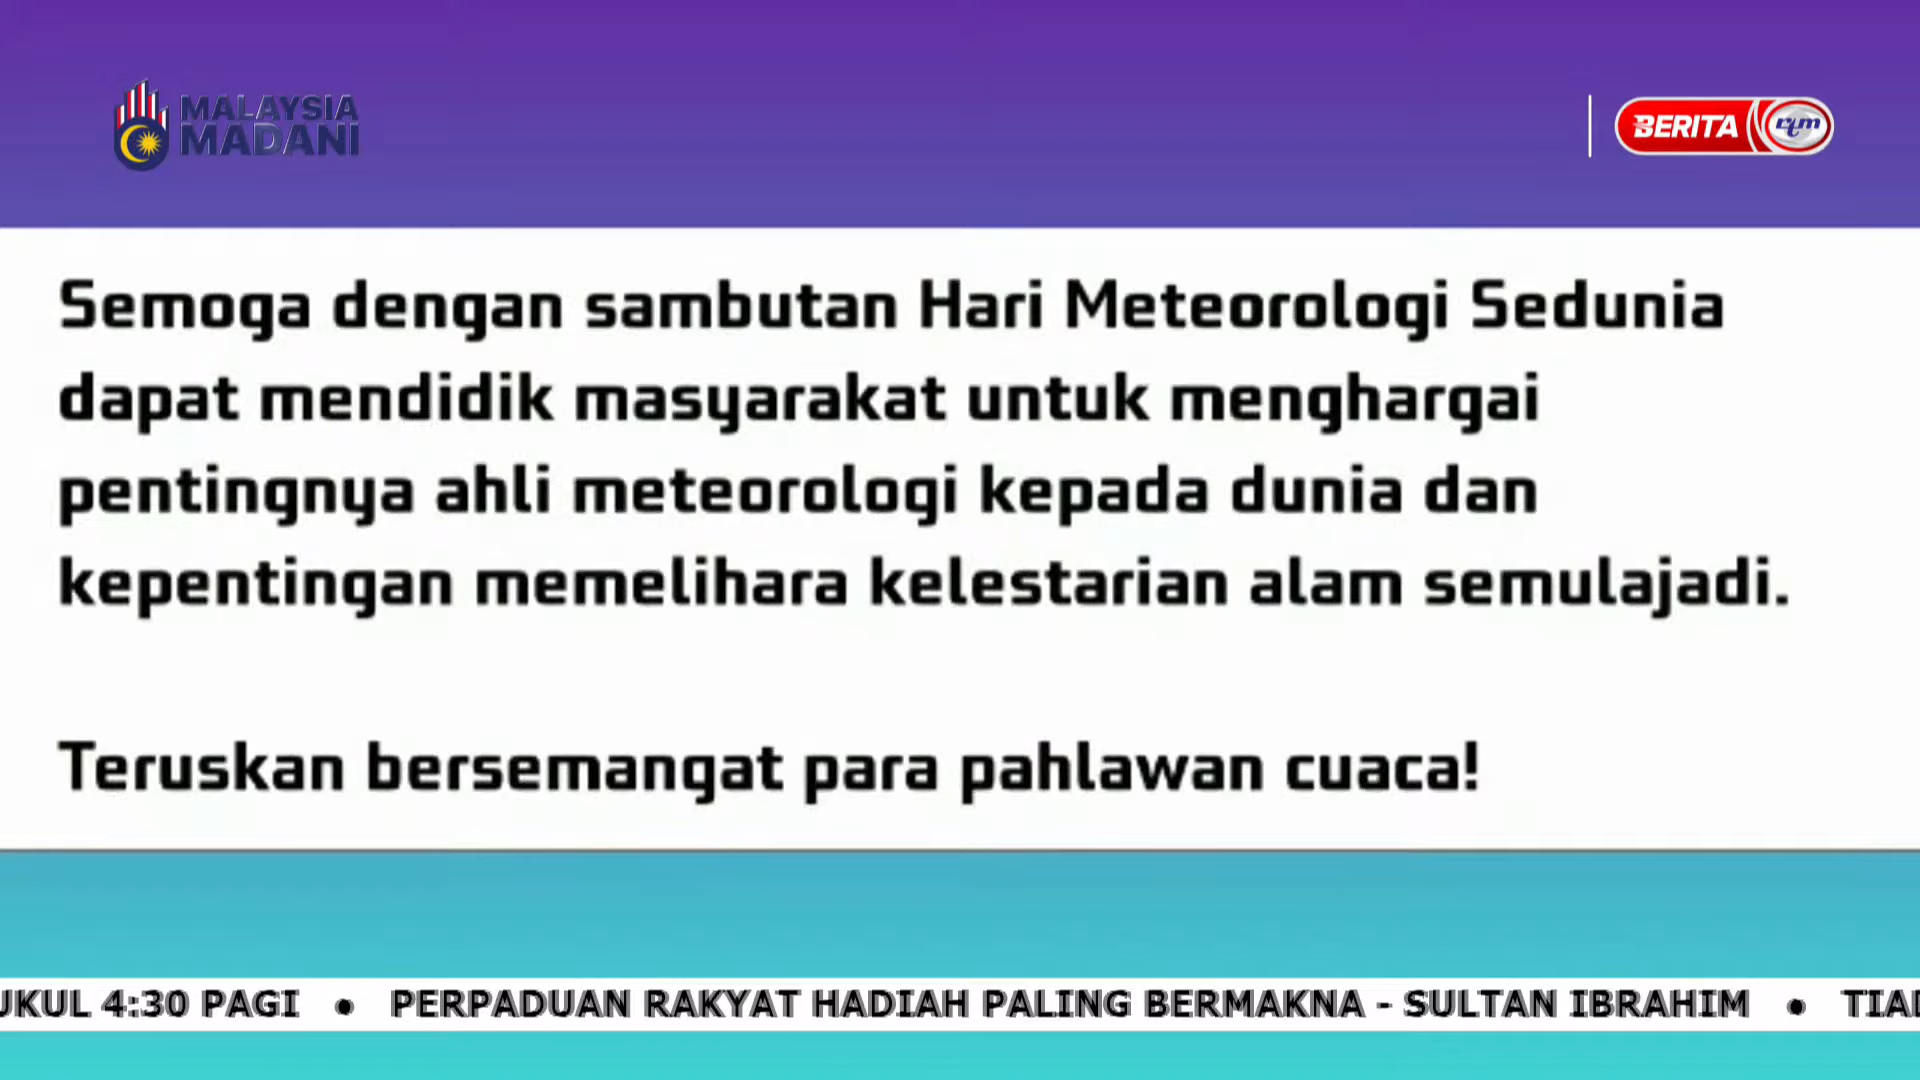 MALAYSIA
MADANI
BERITA rtm
Semoga dengan sambutan Hari Meteorologi Sedunia
dapat mendidik masyarakat untuk menghargai
pentingnya ahli meteorologi kepada dunia dan
kepentingan memelihara kelestarian alam semulajadi.
Teruskan bersemangat para pahlawan cuaca!
4:30 PAGI • PERPADUAN RAKYAT HADIAH PALING BERMAKNA - SULTAN IBRAHIM •